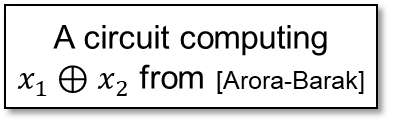 A circuit computing
𝑥₁ ⊕ 𝑥₂ from [Arora-Barak]